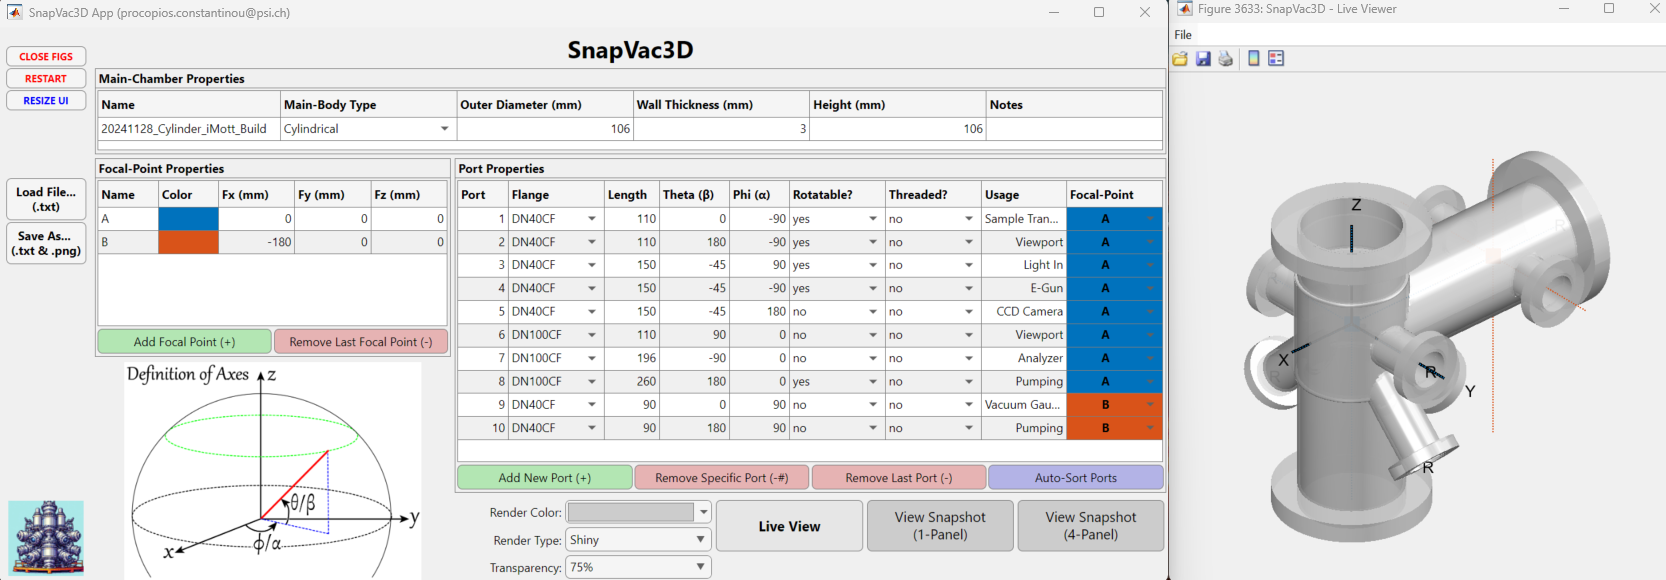 SnapVac3D App (procopios.constantinou@psi.ch)
CLOSE FIGS
RESTART
RESIZE UI
Load File...
(.txt)
Save As...
(.txt & .png)
SnapVac3D
Main-Chamber Properties
Name Main-Body Type Outer Diameter (mm) Wall Thickness (mm) Height (mm) Notes
20241128_Cylinder_iMott_Build Cylindrical 106 3 106
Focal-Point Properties
Name Color Fx (mm) Fy (mm) Fz (mm)
A 0 0 0
B -180 0 0
Add Focal Point (+) Remove Last Focal Point (-)
Definition of Axes
z
θ/β
y
x
ϕ/α
Port Properties
Port Flange Length Theta (β) Phi (α) Rotatable? Threaded? Usage Focal-Point
1 DN40CF 110 0 -90 yes no Sample Tran... A
2 DN40CF 110 180 -90 yes no Viewport A
3 DN40CF 150 -45 90 yes no Light In A
4 DN40CF 150 -45 -90 yes no E-Gun A
5 DN40CF 150 -45 180 no no CCD Camera A
6 DN100CF 110 90 0 no no Viewport A
7 DN100CF 196 -90 0 no no Analyzer A
8 DN100CF 260 180 0 yes no Pumping A
9 DN40CF 90 0 90 no no Vacuum Gau... B
10 DN40CF 90 180 90 no no Pumping B
Add New Port (+) Remove Specific Port (-#) Remove Last Port (-) Auto-Sort Ports
Render Color:
Render Type: Shiny
Transparency: 75%
Live View
View Snapshot
(1-Panel)
View Snapshot
(4-Panel)
Figure 3633: SnapVac3D - Live Viewer
File
Z
R
X
R
R
Y
R